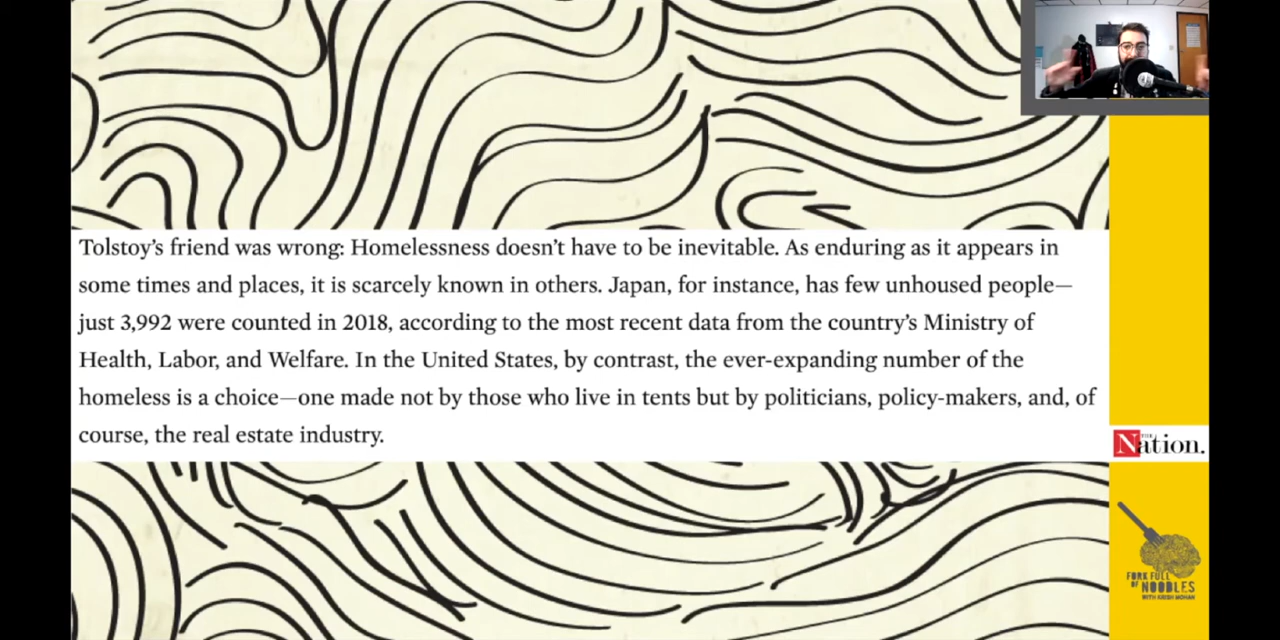 Tolstoy’s friend was wrong: Homelessness doesn’t have to be inevitable. As enduring as it appears in
some times and places, it is scarcely known in others. Japan, for instance, has few unhoused people—
just 3,992 were counted in 2018, according to the most recent data from the country’s Ministry of
Health, Labor, and Welfare. In the United States, by contrast, the ever-expanding number of the
homeless is a choice—one made not by those who live in tents but by politicians, policy-makers, and, of
course, the real estate industry.
THE Nation.
FORK FULL
OF NOODLES
WITH KRISH MOHAN